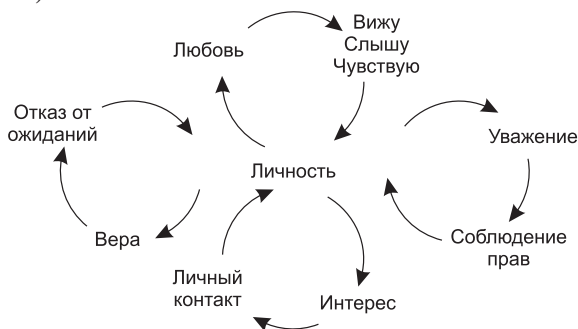 )
Вижу
Слышу
Чувствую
Любовь
Отказ от
ожиданий
Уважение
Личность
Вера
Соблюдение
прав
Личный
контакт
Интерес